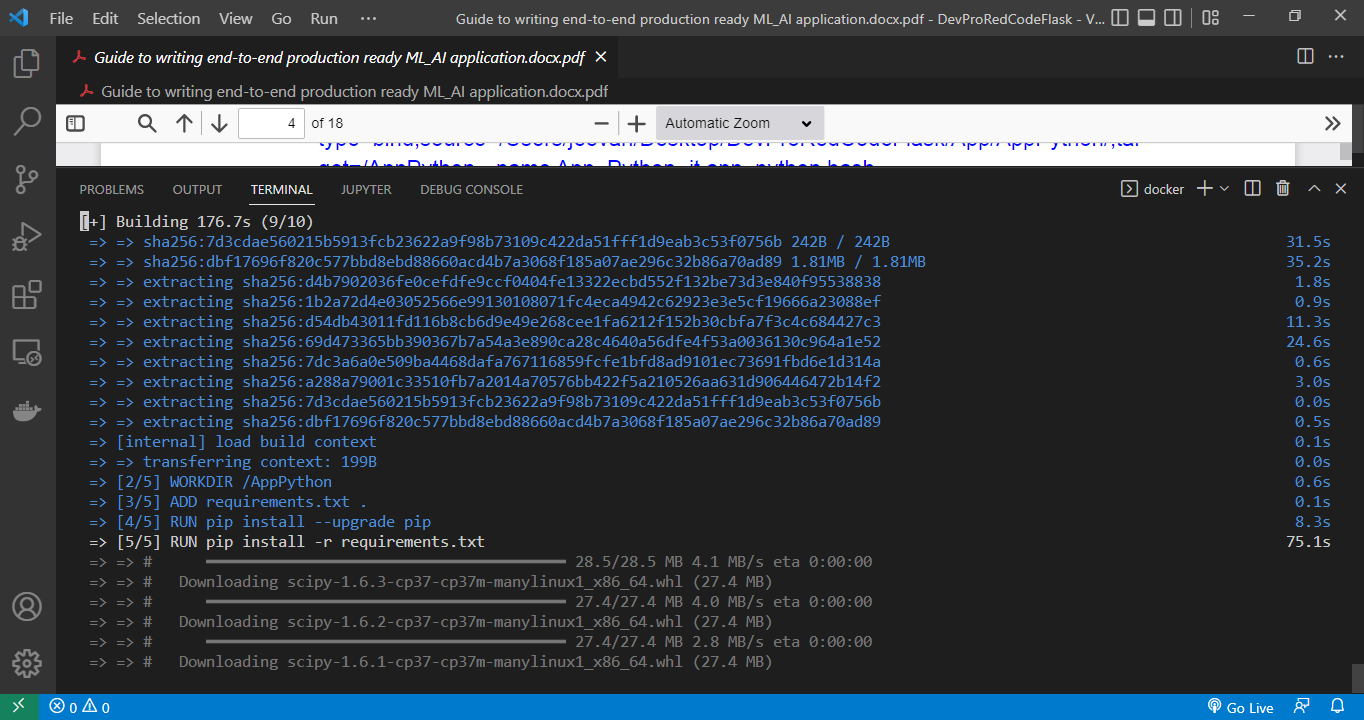 File Edit Selection View Go Run ··· Guide to writing end-to-end production ready ML_AI application.docx.pdf - DevProRedCodeFlask - V...
Guide to writing end-to-end production ready ML_AI application.docx.pdf
Guide to writing end-to-end production ready ML_AI application.docx.pdf
4 of 18 Automatic Zoom
PROBLEMS OUTPUT TERMINAL JUPYTER DEBUG CONSOLE docker
[+] Building 176.7s (9/10)
=> => sha256:7d3cdae560215b5913fcb23622a9f98b73109c422da51fff1d9eab3c53f0756b 242B / 242B 31.5s
=> => sha256:dbf17696f820c577bbd8ebd88660acd4b7a3068f185a07ae296c32b86a70ad89 1.81MB / 1.81MB 35.2s
=> => extracting sha256:d4b7902036fe0cefdfe9ccf0404fe13322ecbd552f132be73d3e840f95538838 1.8s
=> => extracting sha256:1b2a72d4e03052566e99130108071fc4eca4942c62923e3e5cf19666a23088ef 0.9s
=> => extracting sha256:d54db43011fd116b8cb6d9e49e268cee1fa6212f152b30cbfa7f3c4c684427c3 11.3s
=> => extracting sha256:69d473365bb390367b7a54a3e890ca28c4640a56dfe4f53a0036130c964a1e52 24.6s
=> => extracting sha256:7dc3a6a0e509ba4468dafa767116859fcfe1bfd8ad9101ec73691fbd6e1d314a 0.6s
=> => extracting sha256:a288a79001c33510fb7a2014a70576bb422f5a210526aa631d906446472b14f2 3.0s
=> => extracting sha256:7d3cdae560215b5913fcb23622a9f98b73109c422da51fff1d9eab3c53f0756b 0.0s
=> => extracting sha256:dbf17696f820c577bbd8ebd88660acd4b7a3068f185a07ae296c32b86a70ad89 0.5s
=> [internal] load build context 0.1s
=> => transferring context: 199B 0.0s
=> [2/5] WORKDIR /AppPython 0.6s
=> [3/5] ADD requirements.txt . 0.1s
=> [4/5] RUN pip install --upgrade pip 8.3s
=> [5/5] RUN pip install -r requirements.txt 75.1s
=> => # 28.5/28.5 MB 4.1 MB/s eta 0:00:00
=> => # Downloading scipy-1.6.3-cp37-cp37m-manylinux1_x86_64.whl (27.4 MB)
=> => # 27.4/27.4 MB 4.0 MB/s eta 0:00:00
=> => # Downloading scipy-1.6.2-cp37-cp37m-manylinux1_x86_64.whl (27.4 MB)
=> => # 27.4/27.4 MB 2.8 MB/s eta 0:00:00
=> => # Downloading scipy-1.6.1-cp37-cp37m-manylinux1_x86_64.whl (27.4 MB)
0 0 Go Live